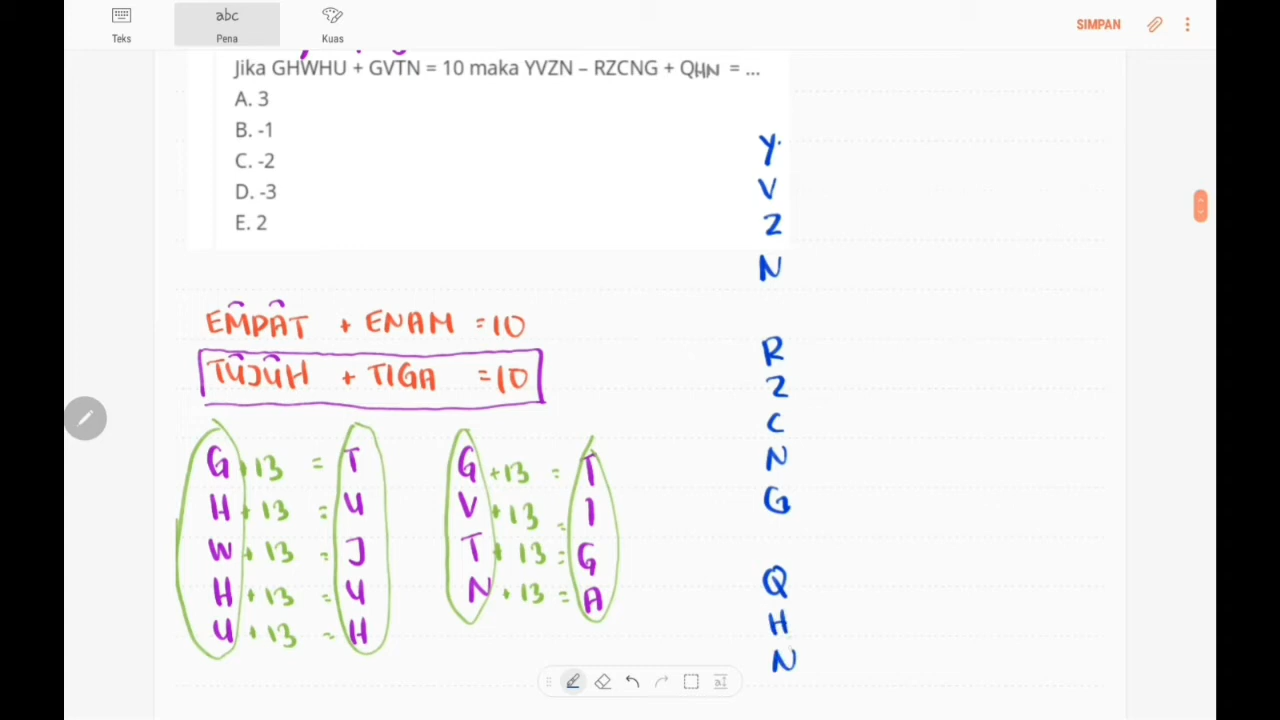 abc
Teks
Pena
Kuas
SIMPAN
Jika GHWHU + GVTN = 10 maka YVZN – RZCNG + QHN = ...
A. 3
B. -1
C. -2
D. -3
E. 2
EMPAT + ENAM = 10
TUJUH + TIGA = 10
G + 13 = T
H + 13 = U
W + 13 = J
H + 13 = U
U + 13 = H
G + 13 = T
V + 13 = I
T + 13 = G
N + 13 = A
Y
V
Z
N
R
Z
C
N
G
Q
H
N